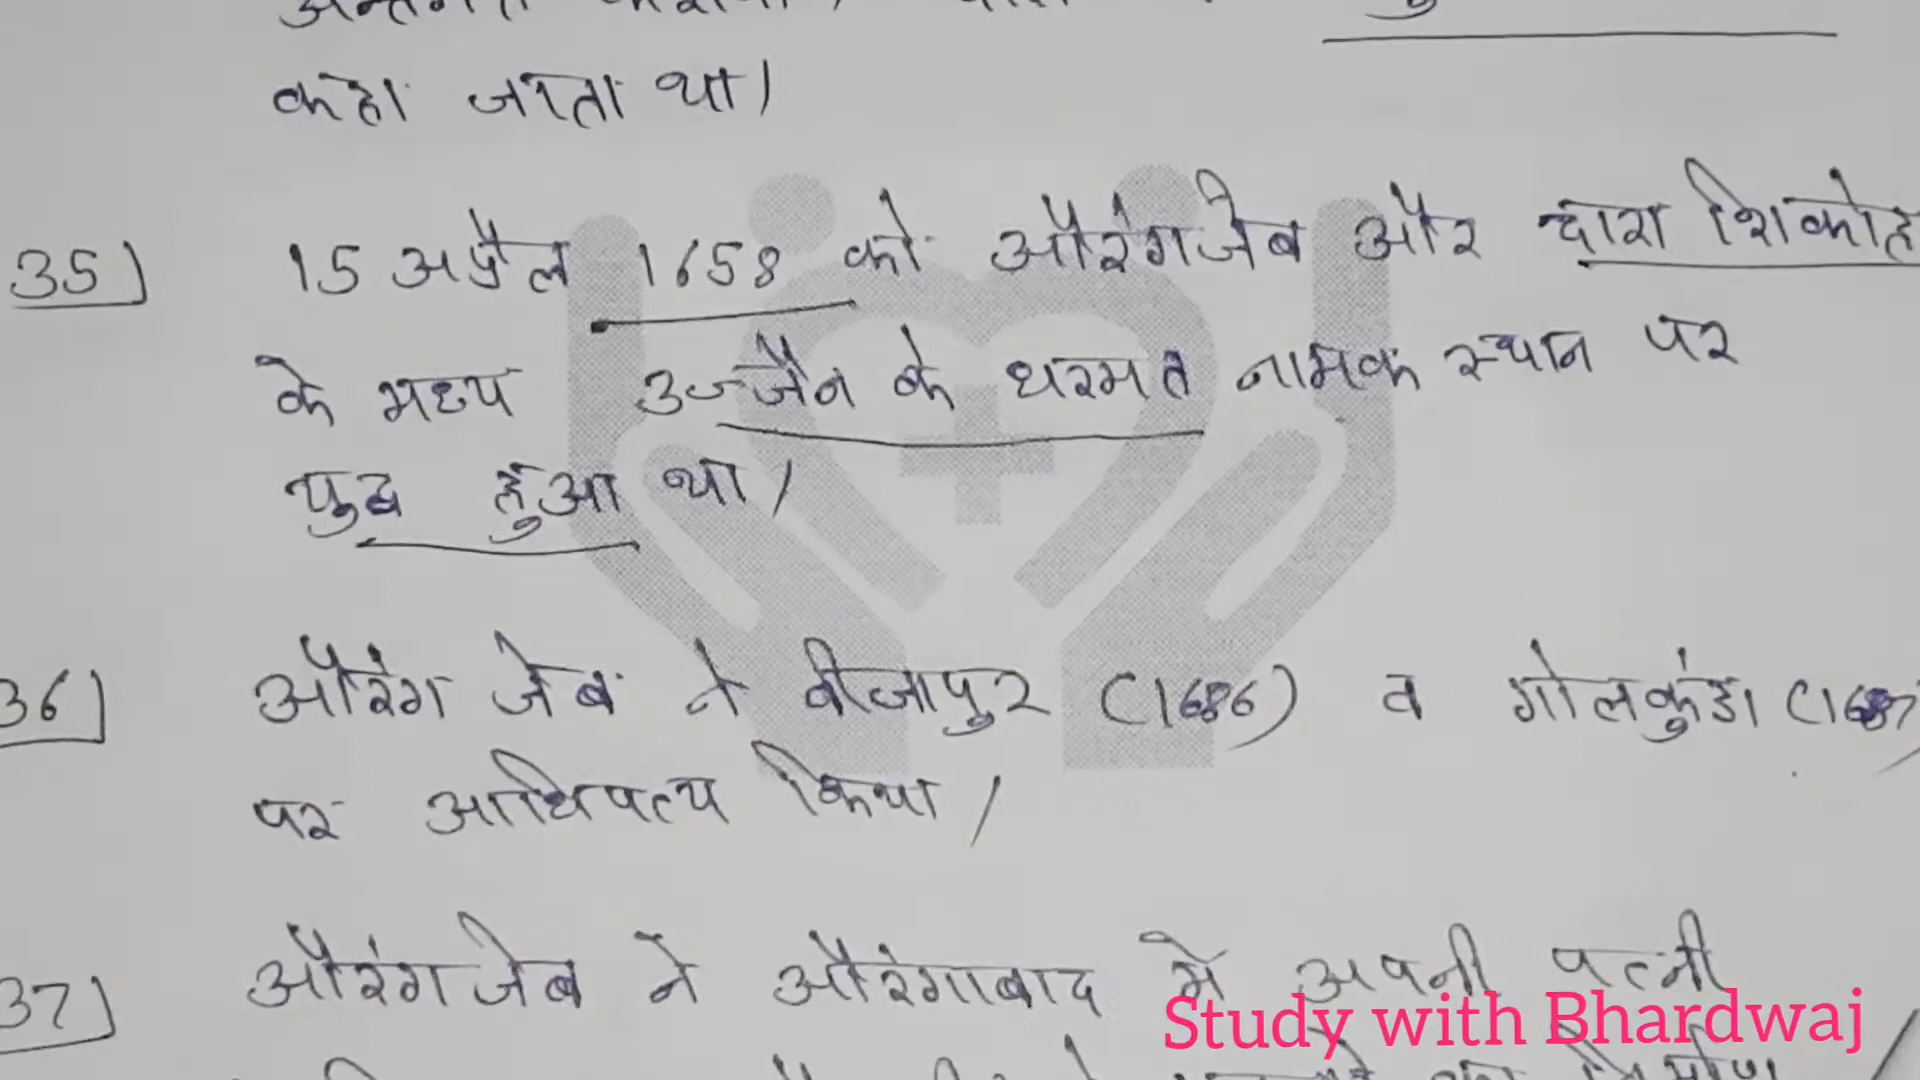 कहा जाता था।
35) 15 अप्रैल 1658 को औरंगजेब और दारा शिकोह
के मध्य उज्जैन के धरमत नामक स्थान पर
युद्ध हुआ था।
36) औरंग जेब ने बीजापुर (1686) व गोलकुंडा (1687)
पर आधिपत्य किया।
37) औरंगजेब ने औरंगाबाद में अपनी पत्नी
Study with Bhardwaj